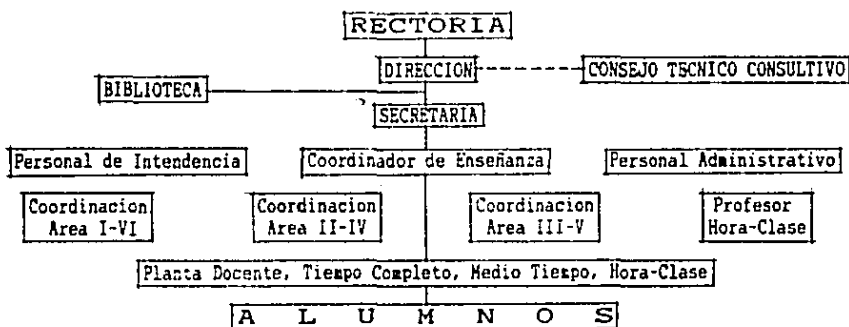 RECTORIA
DIRECCION
CONSEJO TECNICO CONSULTIVO
BIBLIOTECA
SECRETARIA
Personal de Intendencia
Coordinador de Enseñanza
Personal Administrativo
Coordinacion
Area I-VI
Coordinacion
Area II-IV
Coordinacion
Area III-V
Profesor
Hora-Clase
Planta Docente, Tiempo Completo, Medio Tiempo, Hora-Clase
A L U M N O S